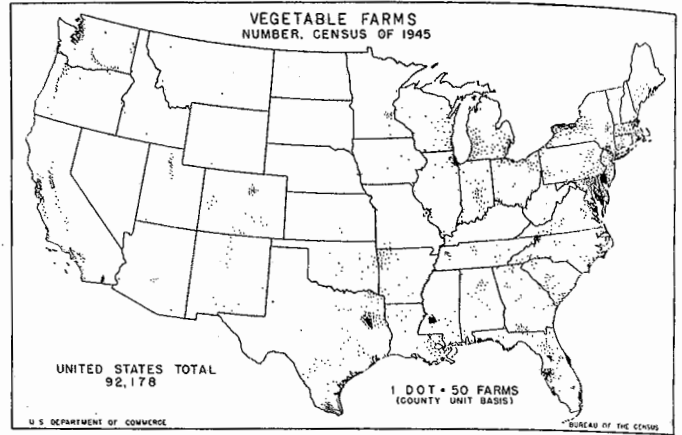 VEGETABLE FARMS
NUMBER, CENSUS OF 1945
UNITED STATES TOTAL
92,178
1 DOT = 50 FARMS
(COUNTY UNIT BASIS)
U S DEPARTMENT OF COMMERCE
BUREAU OF THE CENSUS